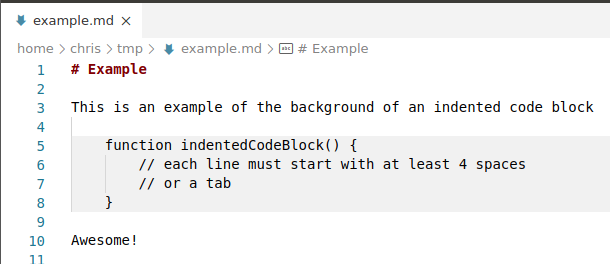 example.md ×
home > chris > tmp > example.md > abc # Example
1 # Example
2
3 This is an example of the background of an indented code block
4
5     function indentedCodeBlock() {
6         // each line must start with at least 4 spaces
7         // or a tab
8     }
9
10 Awesome!
11